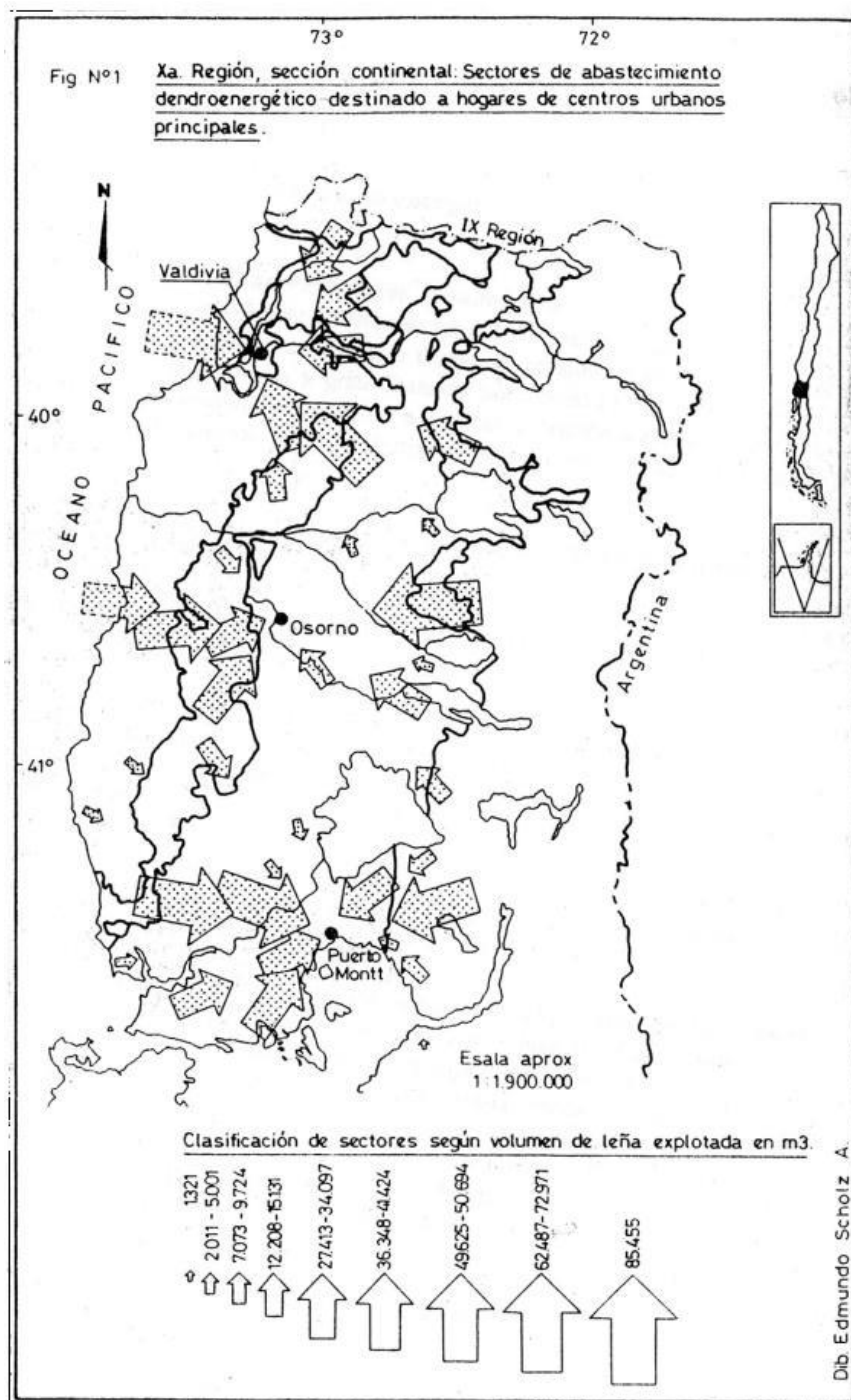 73° 72°
Fig Nº1 Xa. Región, sección continental: Sectores de abastecimiento
dendroenergético destinado a hogares de centros urbanos
principales.
N
IX Región
Valdivia
OCEANO PACIFICO
40°
Osorno
Argentina
41°
Puerto
Montt
Esala aprox
1:1.900.000
Clasificación de sectores según volumen de leña explotada en m3.
1.321
2.011 - 5.001
7.073 - 9.724
12.208-15.131
27.413-34.097
36.348-41.424
49.625-50.694
62.487-72.971
85.455
Dib. Edmundo Scholz A.